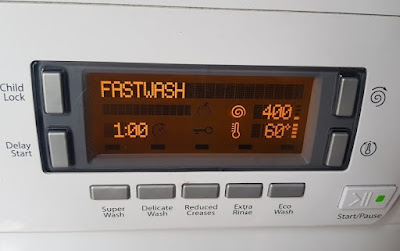 FASTWASH
400
1:00
60°
Child
Lock
Delay
Start
Super
Wash
Delicate
Wash
Reduced
Creases
Extra
Rinse
Eco
Wash
Start/Pause